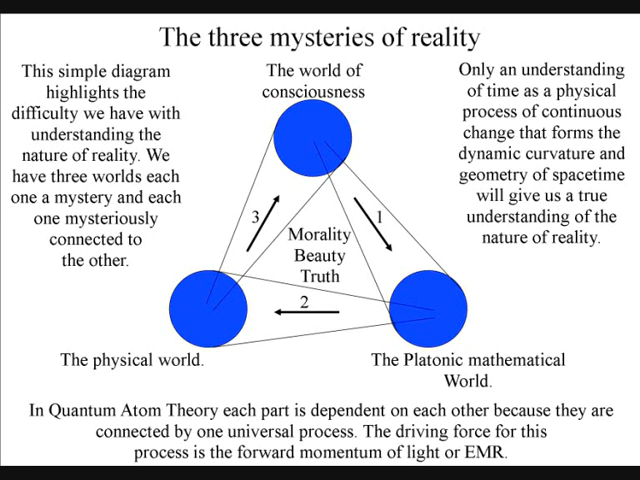 The three mysteries of reality
This simple diagram
highlights the
difficulty we have with
understanding the
nature of reality. We
have three worlds each
one a mystery and each
one mysteriously
connected to
the other.
The world of
consciousness
Only an understanding
of time as a physical
process of continuous
change that forms the
dynamic curvature and
geometry of spacetime
will give us a true
understanding of the
nature of reality.
3
1
Morality
Beauty
Truth
2
The physical world.
The Platonic mathematical
World.
In Quantum Atom Theory each part is dependent on each other because they are
connected by one universal process. The driving force for this
process is the forward momentum of light or EMR.